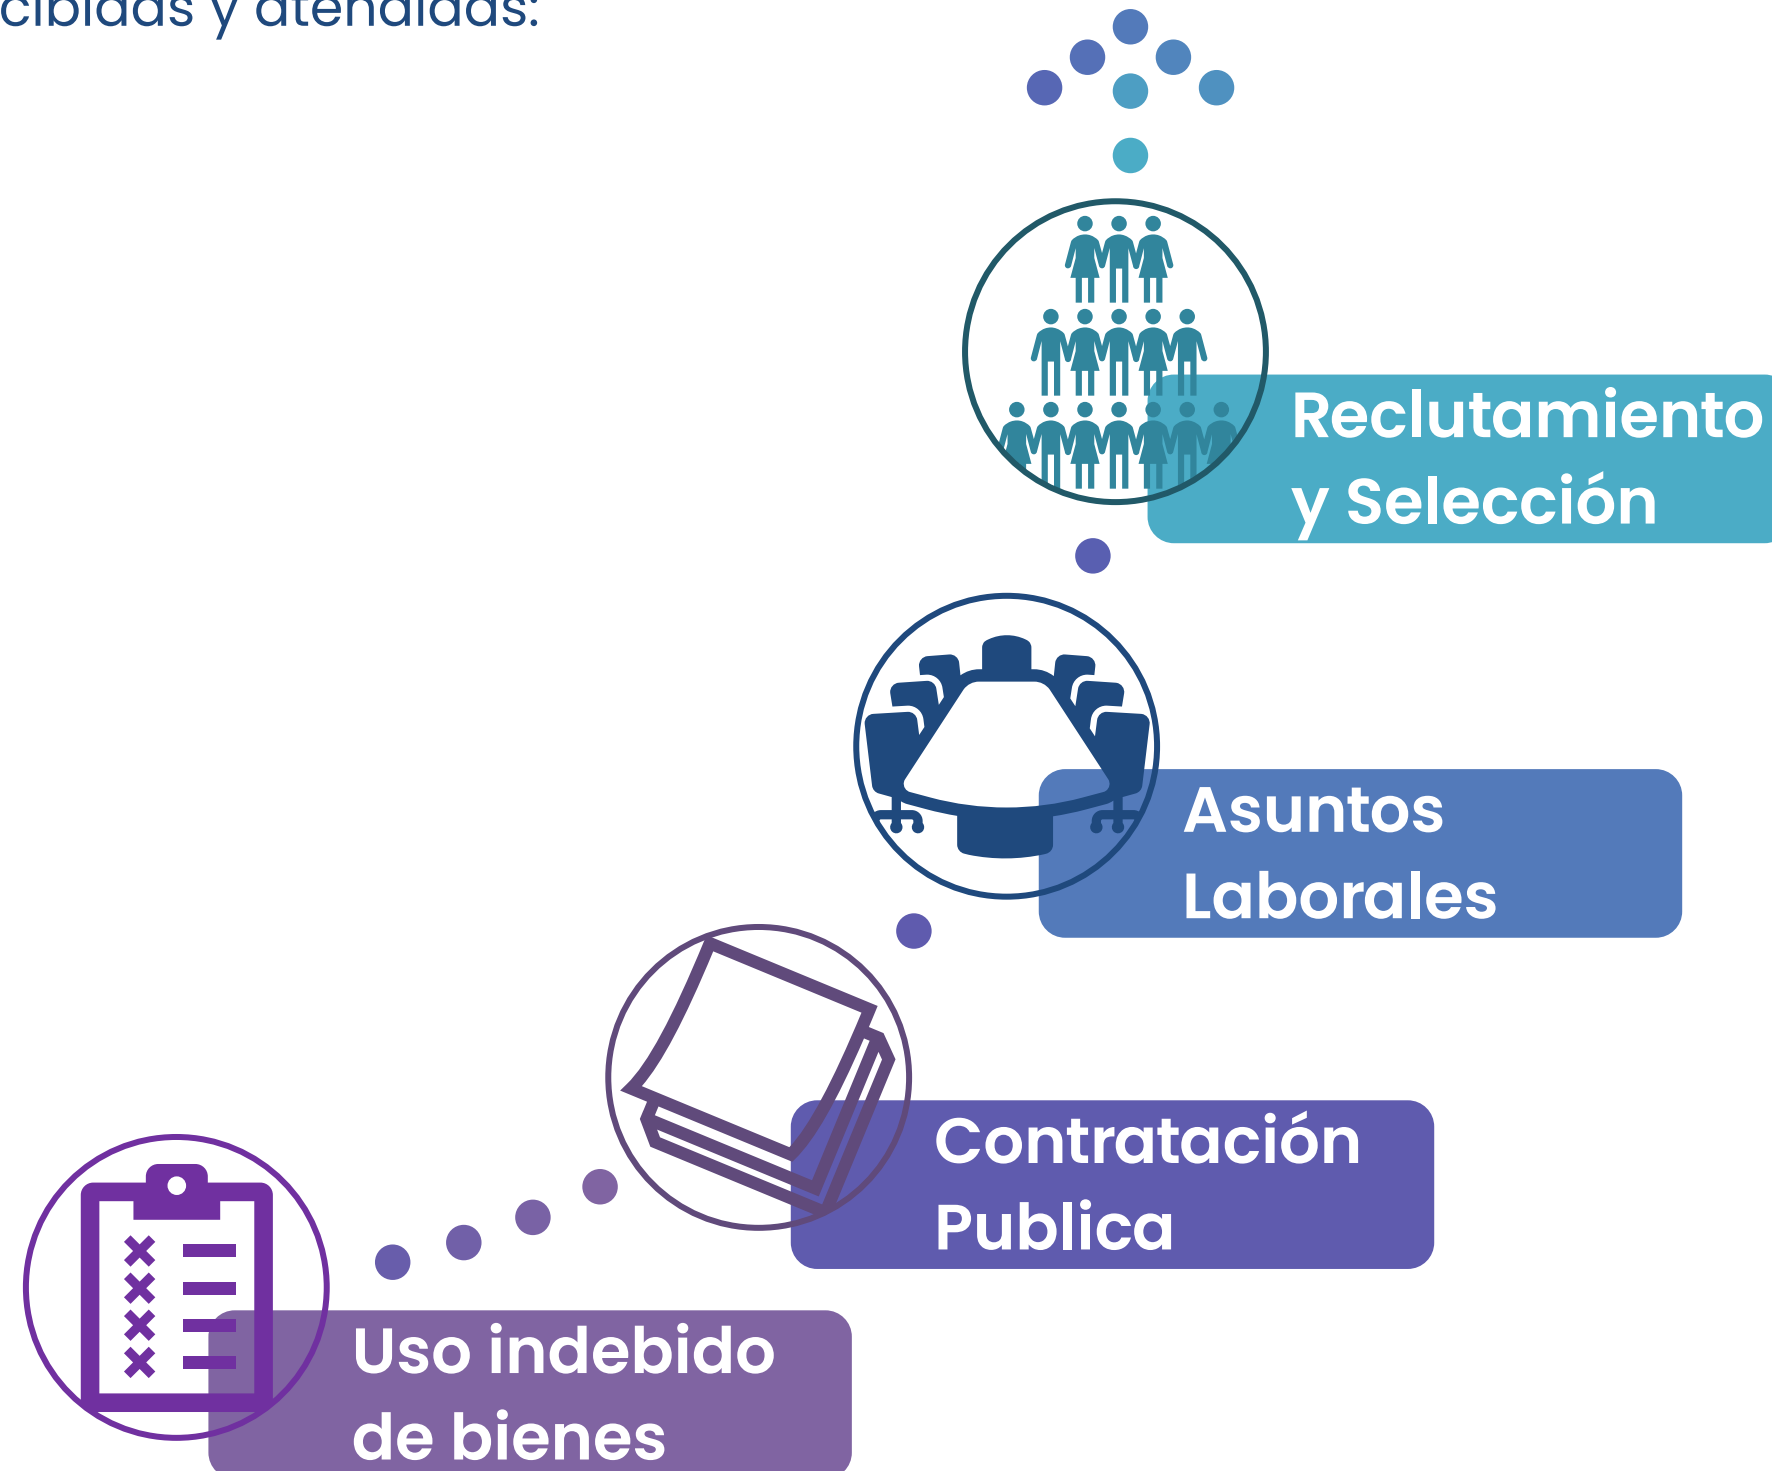 cibidas y atendidas:
Reclutamiento
y Selección
Asuntos
Laborales
Contratación
Publica
Uso indebido
de bienes